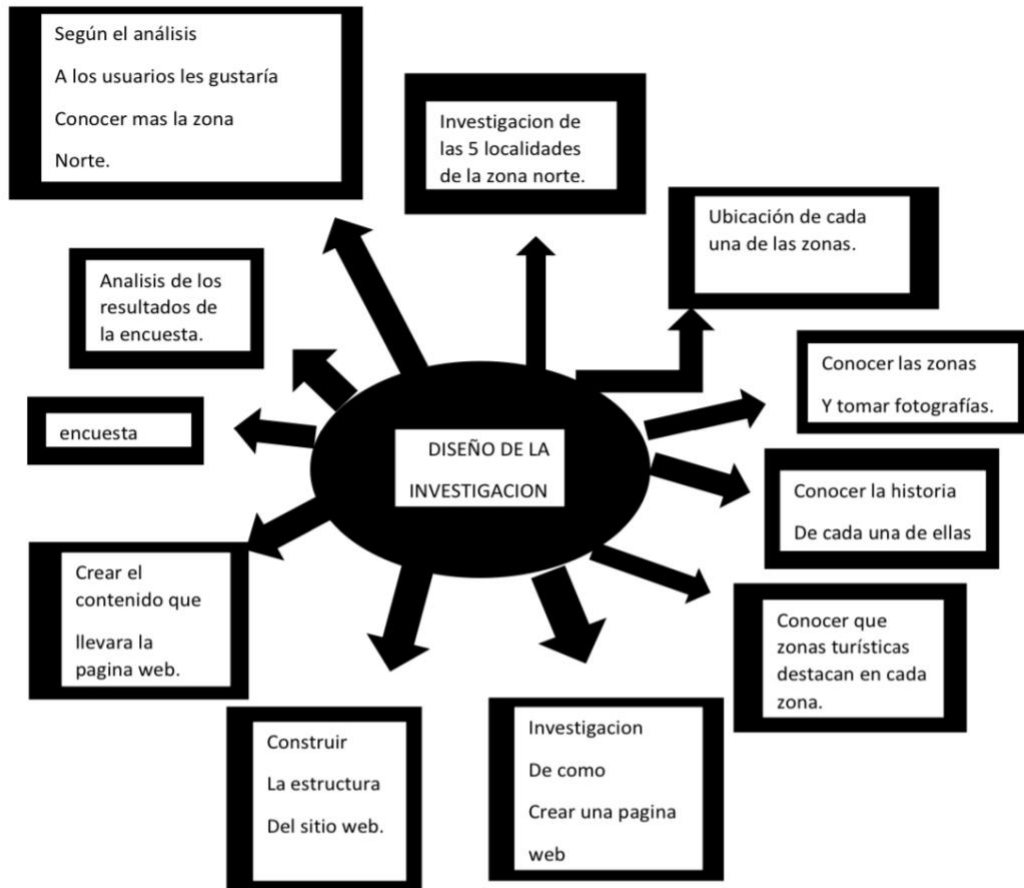 Según el análisis
A los usuarios les gustaría
Conocer mas la zona
Norte.
Investigacion de
las 5 localidades
de la zona norte.
Ubicación de cada
una de las zonas.
Analisis de los
resultados de
la encuesta.
Conocer las zonas
Y tomar fotografías.
encuesta
DISEÑO DE LA
INVESTIGACION
Conocer la historia
De cada una de ellas
Crear el
contenido que
llevara la
pagina web.
Conocer que
zonas turísticas
destacan en cada
zona.
Construir
La estructura
Del sitio web.
Investigacion
De como
Crear una pagina
web